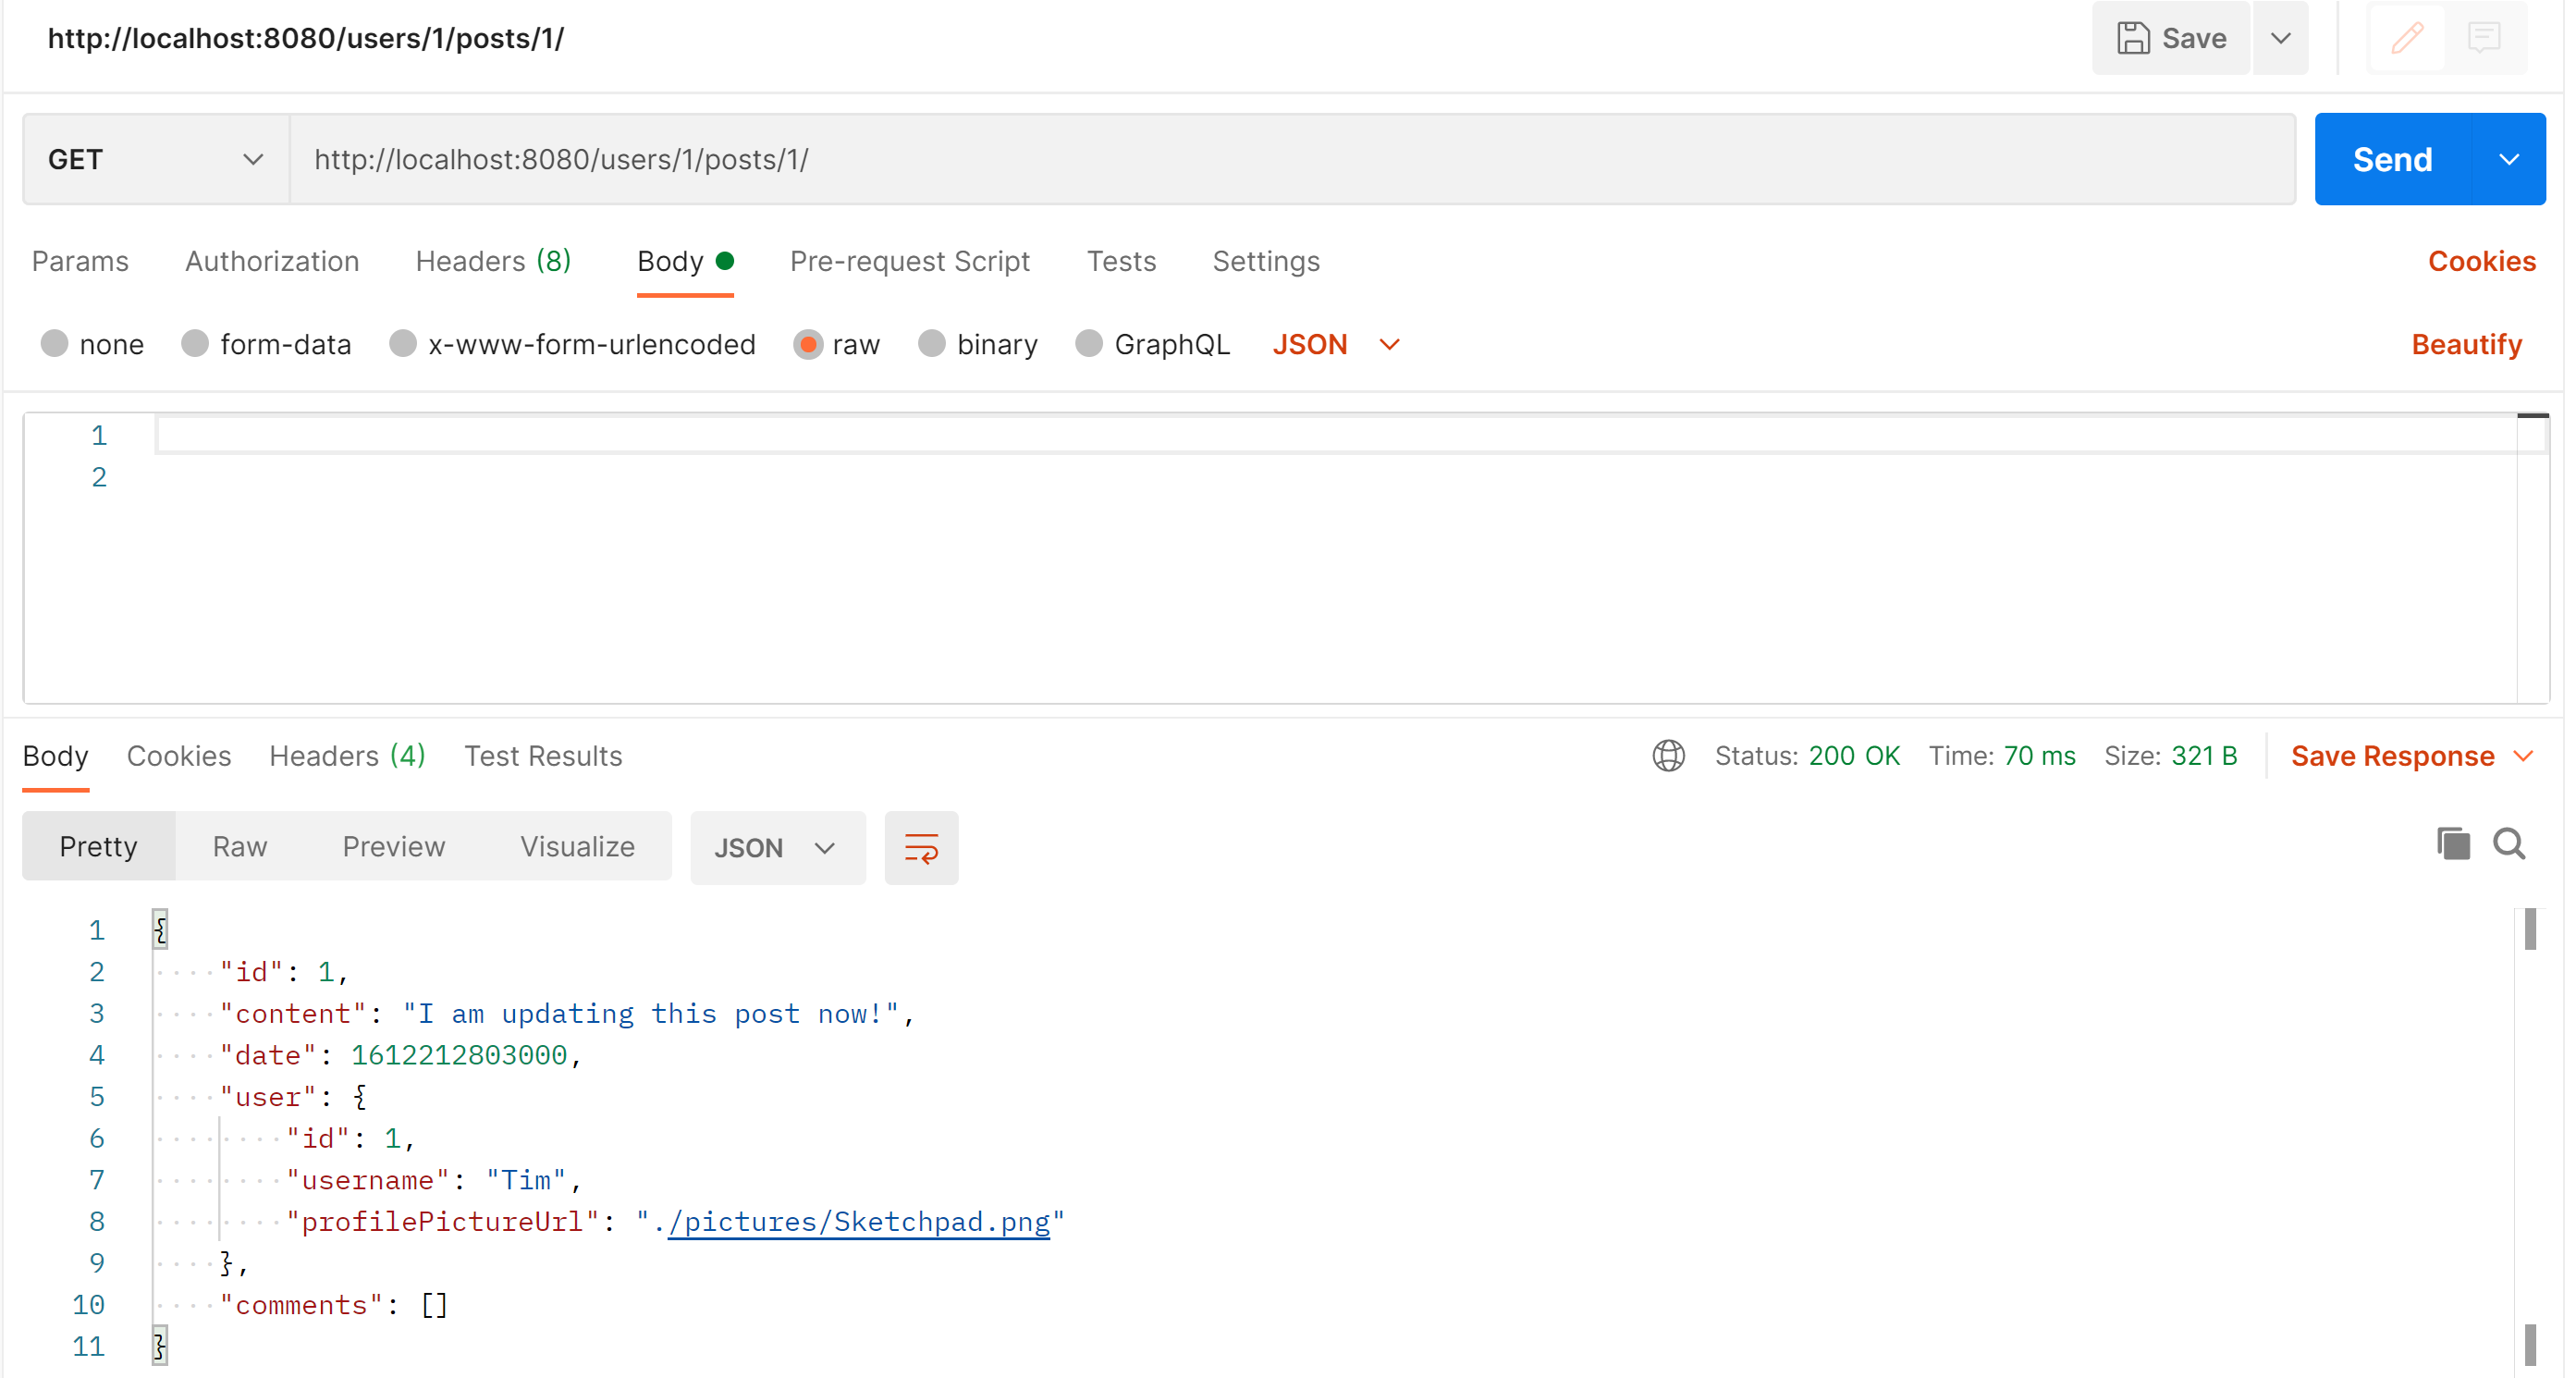 http://localhost:8080/users/1/posts/1/ Save
GET http://localhost:8080/users/1/posts/1/ Send
Params Authorization Headers (8) Body Pre-request Script Tests Settings Cookies
none form-data x-www-form-urlencoded raw binary GraphQL JSON Beautify
1
2
Body Cookies Headers (4) Test Results Status: 200 OK Time: 70 ms Size: 321 B Save Response
Pretty Raw Preview Visualize JSON
1 {
2 "id": 1,
3 "content": "I am updating this post now!",
4 "date": 1612212803000,
5 "user": {
6 "id": 1,
7 "username": "Tim",
8 "profilePictureUrl": "./pictures/Sketchpad.png"
9 },
10 "comments": []
11 }